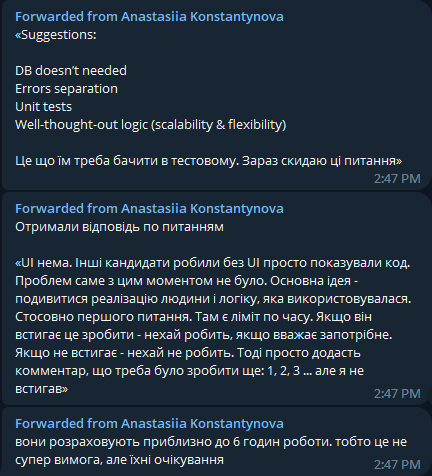 Forwarded from Anastasiia Konstantynova
«Suggestions:
DB doesn’t needed
Errors separation
Unit tests
Well-thought-out logic (scalability & flexibility)
Це що їм треба бачити в тестовому. Зараз скидаю ці питання»
2:47 PM
Forwarded from Anastasiia Konstantynova
Отримали відповідь по питанням
«UI нема. Інші кандидати робили без UI просто показували код.
Проблем саме з цим моментом не було. Основна ідея -
подивитися реалізацію людини і логіку, яка використовувалася.
Стосовно першого питання. Там є ліміт по часу. Якщо він
встигає це зробити - нехай робить, якщо вважає запотрібне.
Якщо не встигає - нехай не робить. Тоді просто додасть
комментар, що треба було зробити ще: 1, 2, 3 ... але я не
встигав»
2:47 PM
Forwarded from Anastasiia Konstantynova
вони розраховують приблизно до 6 годин роботи. тобто це не
супер вимога, але їхні очікування
2:47 PM